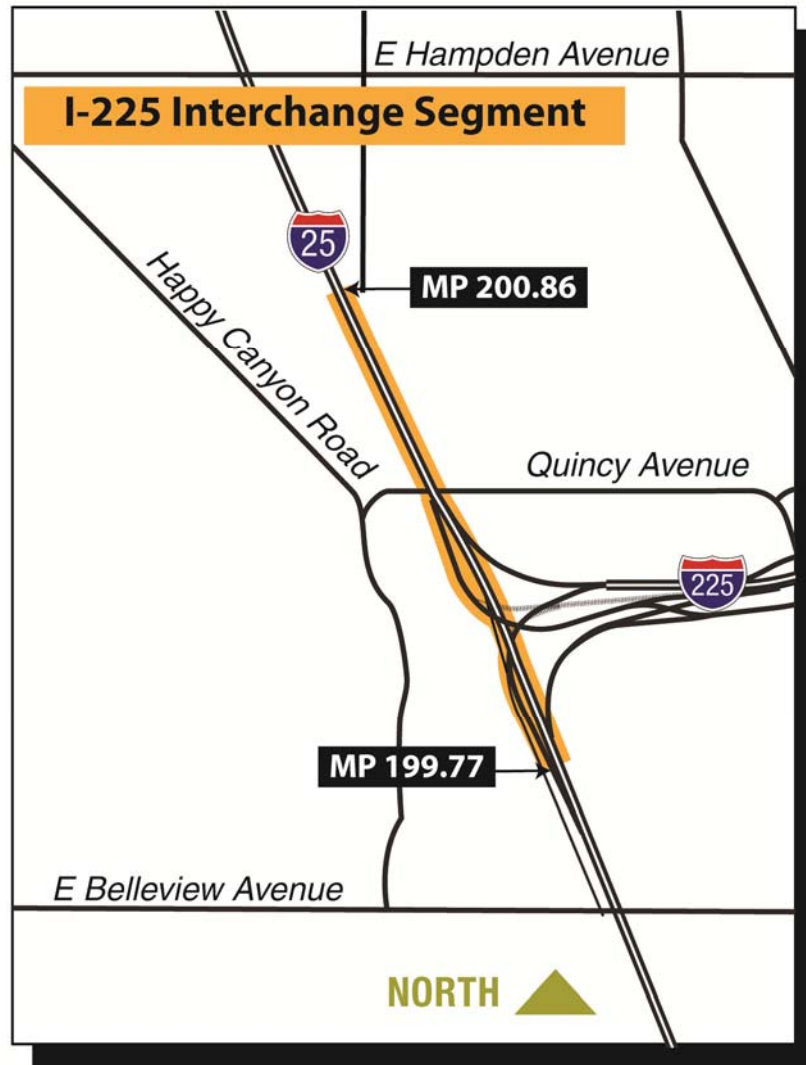 E Hampden Avenue
I-225 Interchange Segment
25
Happy Canyon Road
MP 200.86
Quincy Avenue
225
MP 199.77
E Belleview Avenue
NORTH